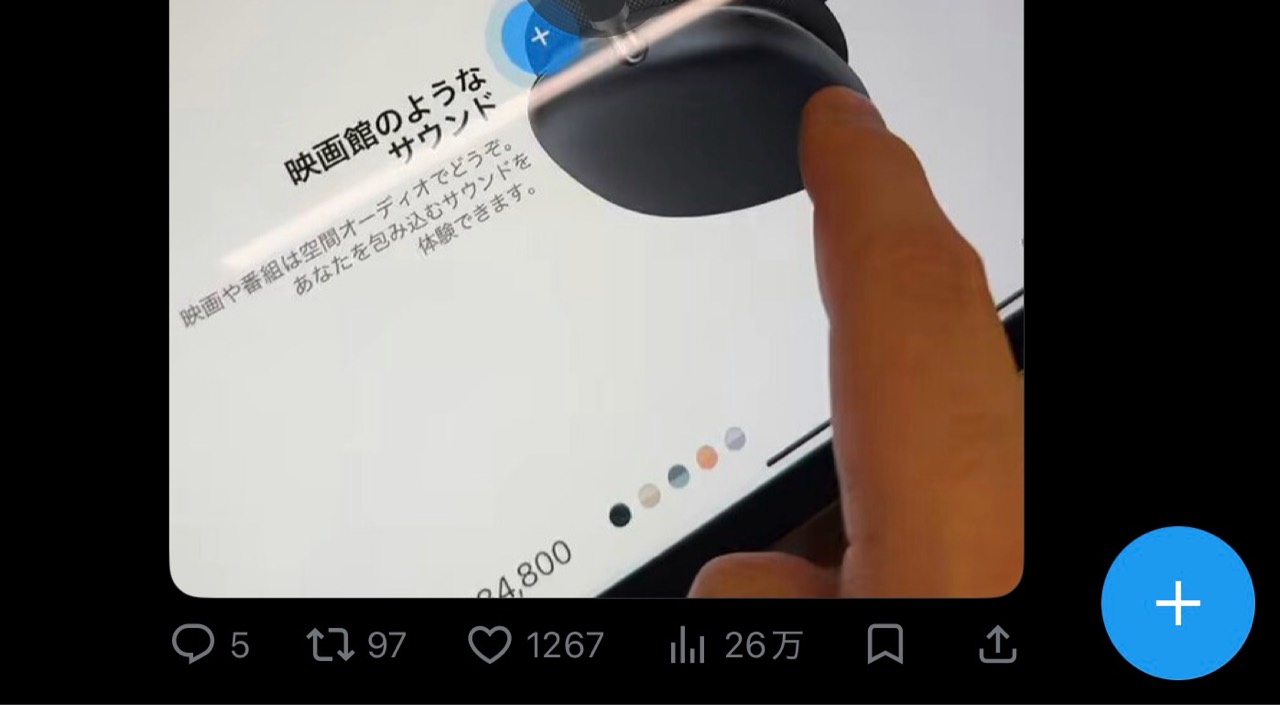 映画館のような
サウンド
映画や番組は空間オーディオでどうぞ。
あなたを包み込むサウンドを
体験できます。
84,800
5 97 1267 26万